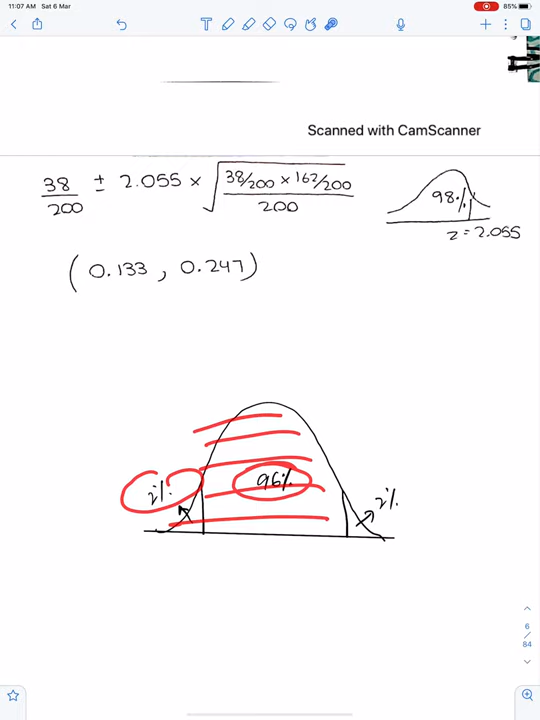 11:07 AM Sat 6 Mar 85%
Scanned with CamScanner
38/200 ± 2.055 × √(38/200 × 162/200 / 200)
98%
z = 2.055
(0.133, 0.247)
96%
2% 2%
6
/
84